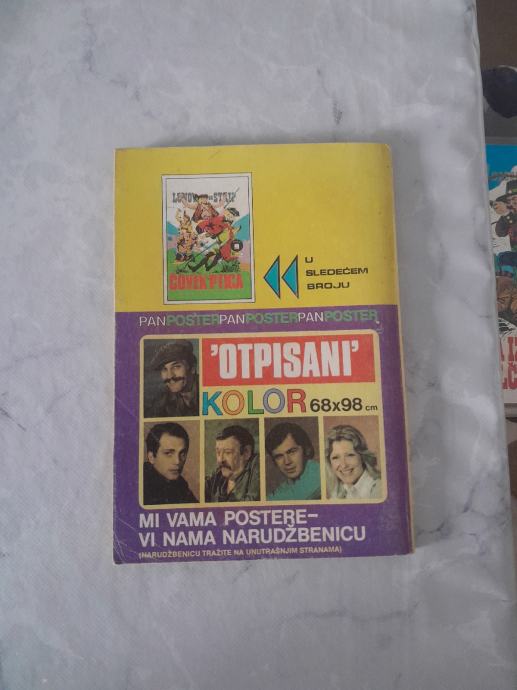 LUNOV STRIP
ČOVEK PTICA
U
SLEDEĆEM
BROJU
PANPOSTERPANPOSTERPANPOSTER
'OTPISANI'
KOLOR 68x98 cm
MI VAMA POSTERE-
VI NAMA NARUDŽBENICU
(NARUDŽBENICU TRAŽITE NA UNUTRAŠNJIM STRANAMA)